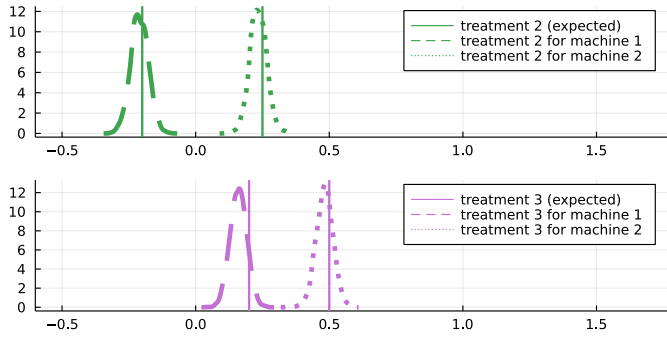 12
10
8
6
4
2
0
treatment 2 (expected)
treatment 2 for machine 1
treatment 2 for machine 2
−0.5 0.0 0.5 1.0 1.5
12
10
8
6
4
2
0
treatment 3 (expected)
treatment 3 for machine 1
treatment 3 for machine 2
−0.5 0.0 0.5 1.0 1.5